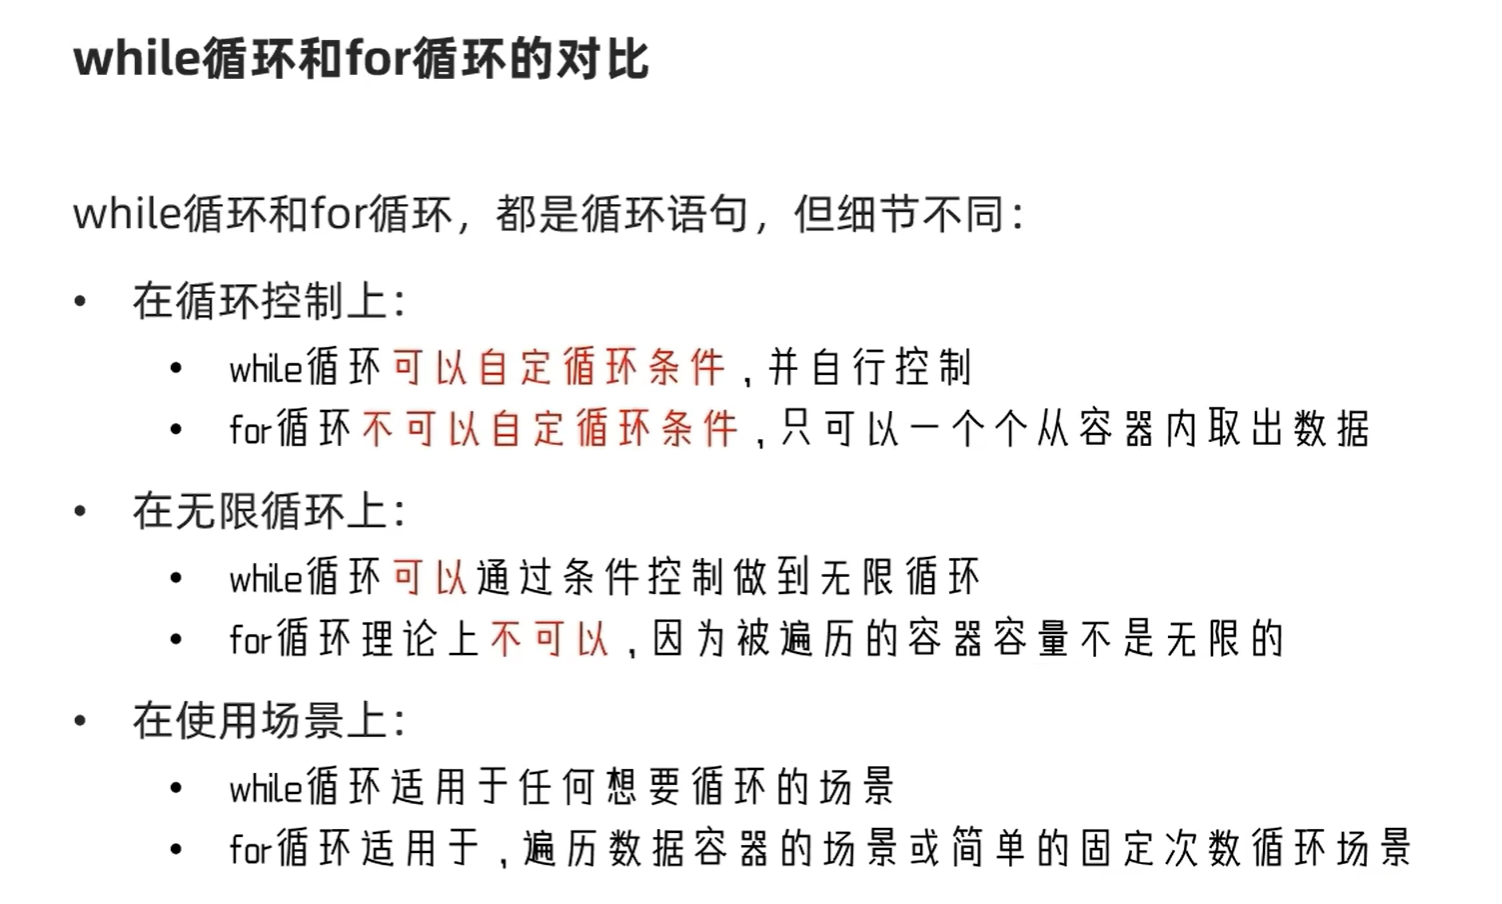 while循环和for循环的对比
while循环和for循环，都是循环语句，但细节不同：
• 在循环控制上：
• while循环可以自定循环条件，并自行控制
• for循环不可以自定循环条件，只可以一个个从容器内取出数据
• 在无限循环上：
• while循环可以通过条件控制做到无限循环
• for循环理论上不可以，因为被遍历的容器容量不是无限的
• 在使用场景上：
• while循环适用于任何想要循环的场景
• for循环适用于，遍历数据容器的场景或简单的固定次数循环场景